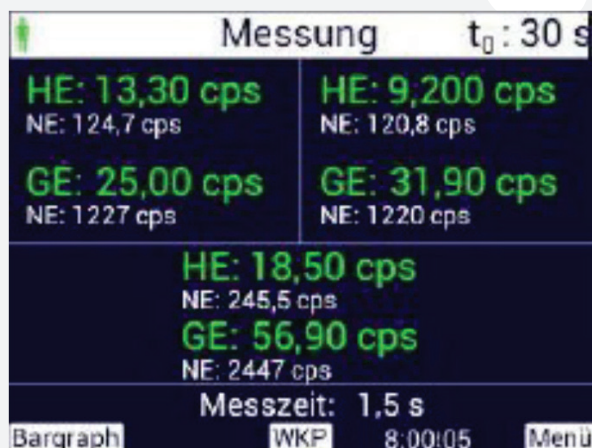 Messung t₀ : 30 s
HE: 13,30 cps
NE: 124,7 cps
GE: 25,00 cps
NE: 1227 cps
HE: 9,200 cps
NE: 120,8 cps
GE: 31,90 cps
NE: 1220 cps
HE: 18,50 cps
NE: 245,5 cps
GE: 56,90 cps
NE: 2447 cps
Messzeit: 1,5 s
Bargraph WKP 8:00:05 Menü